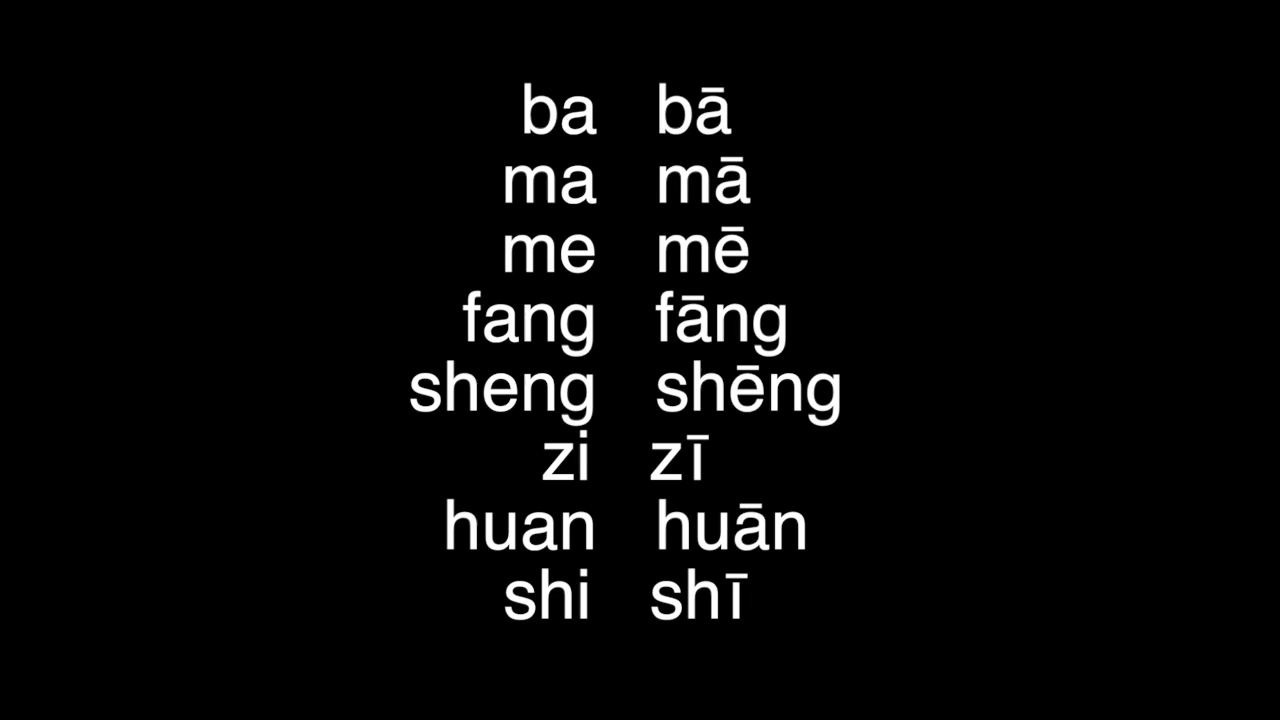 ba bā
ma mā
me mē
fang fāng
sheng shēng
zi zī
huan huān
shi shī